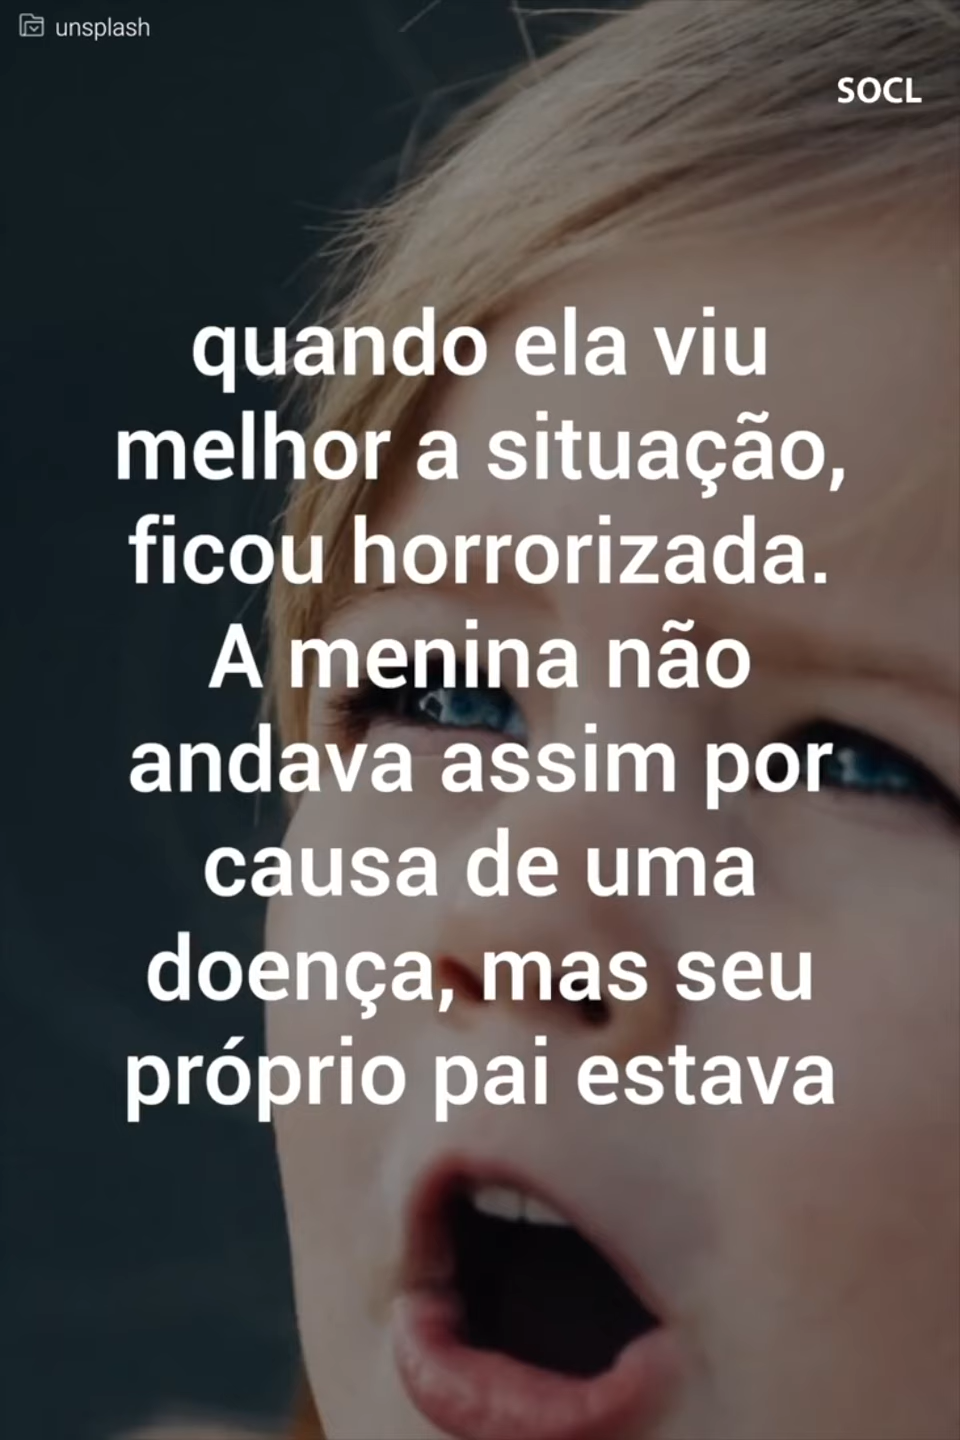 unsplash
SOCL
quando ela viu
melhor a situação,
ficou horrorizada.
A menina não
andava assim por
causa de uma
doença, mas seu
próprio pai estava